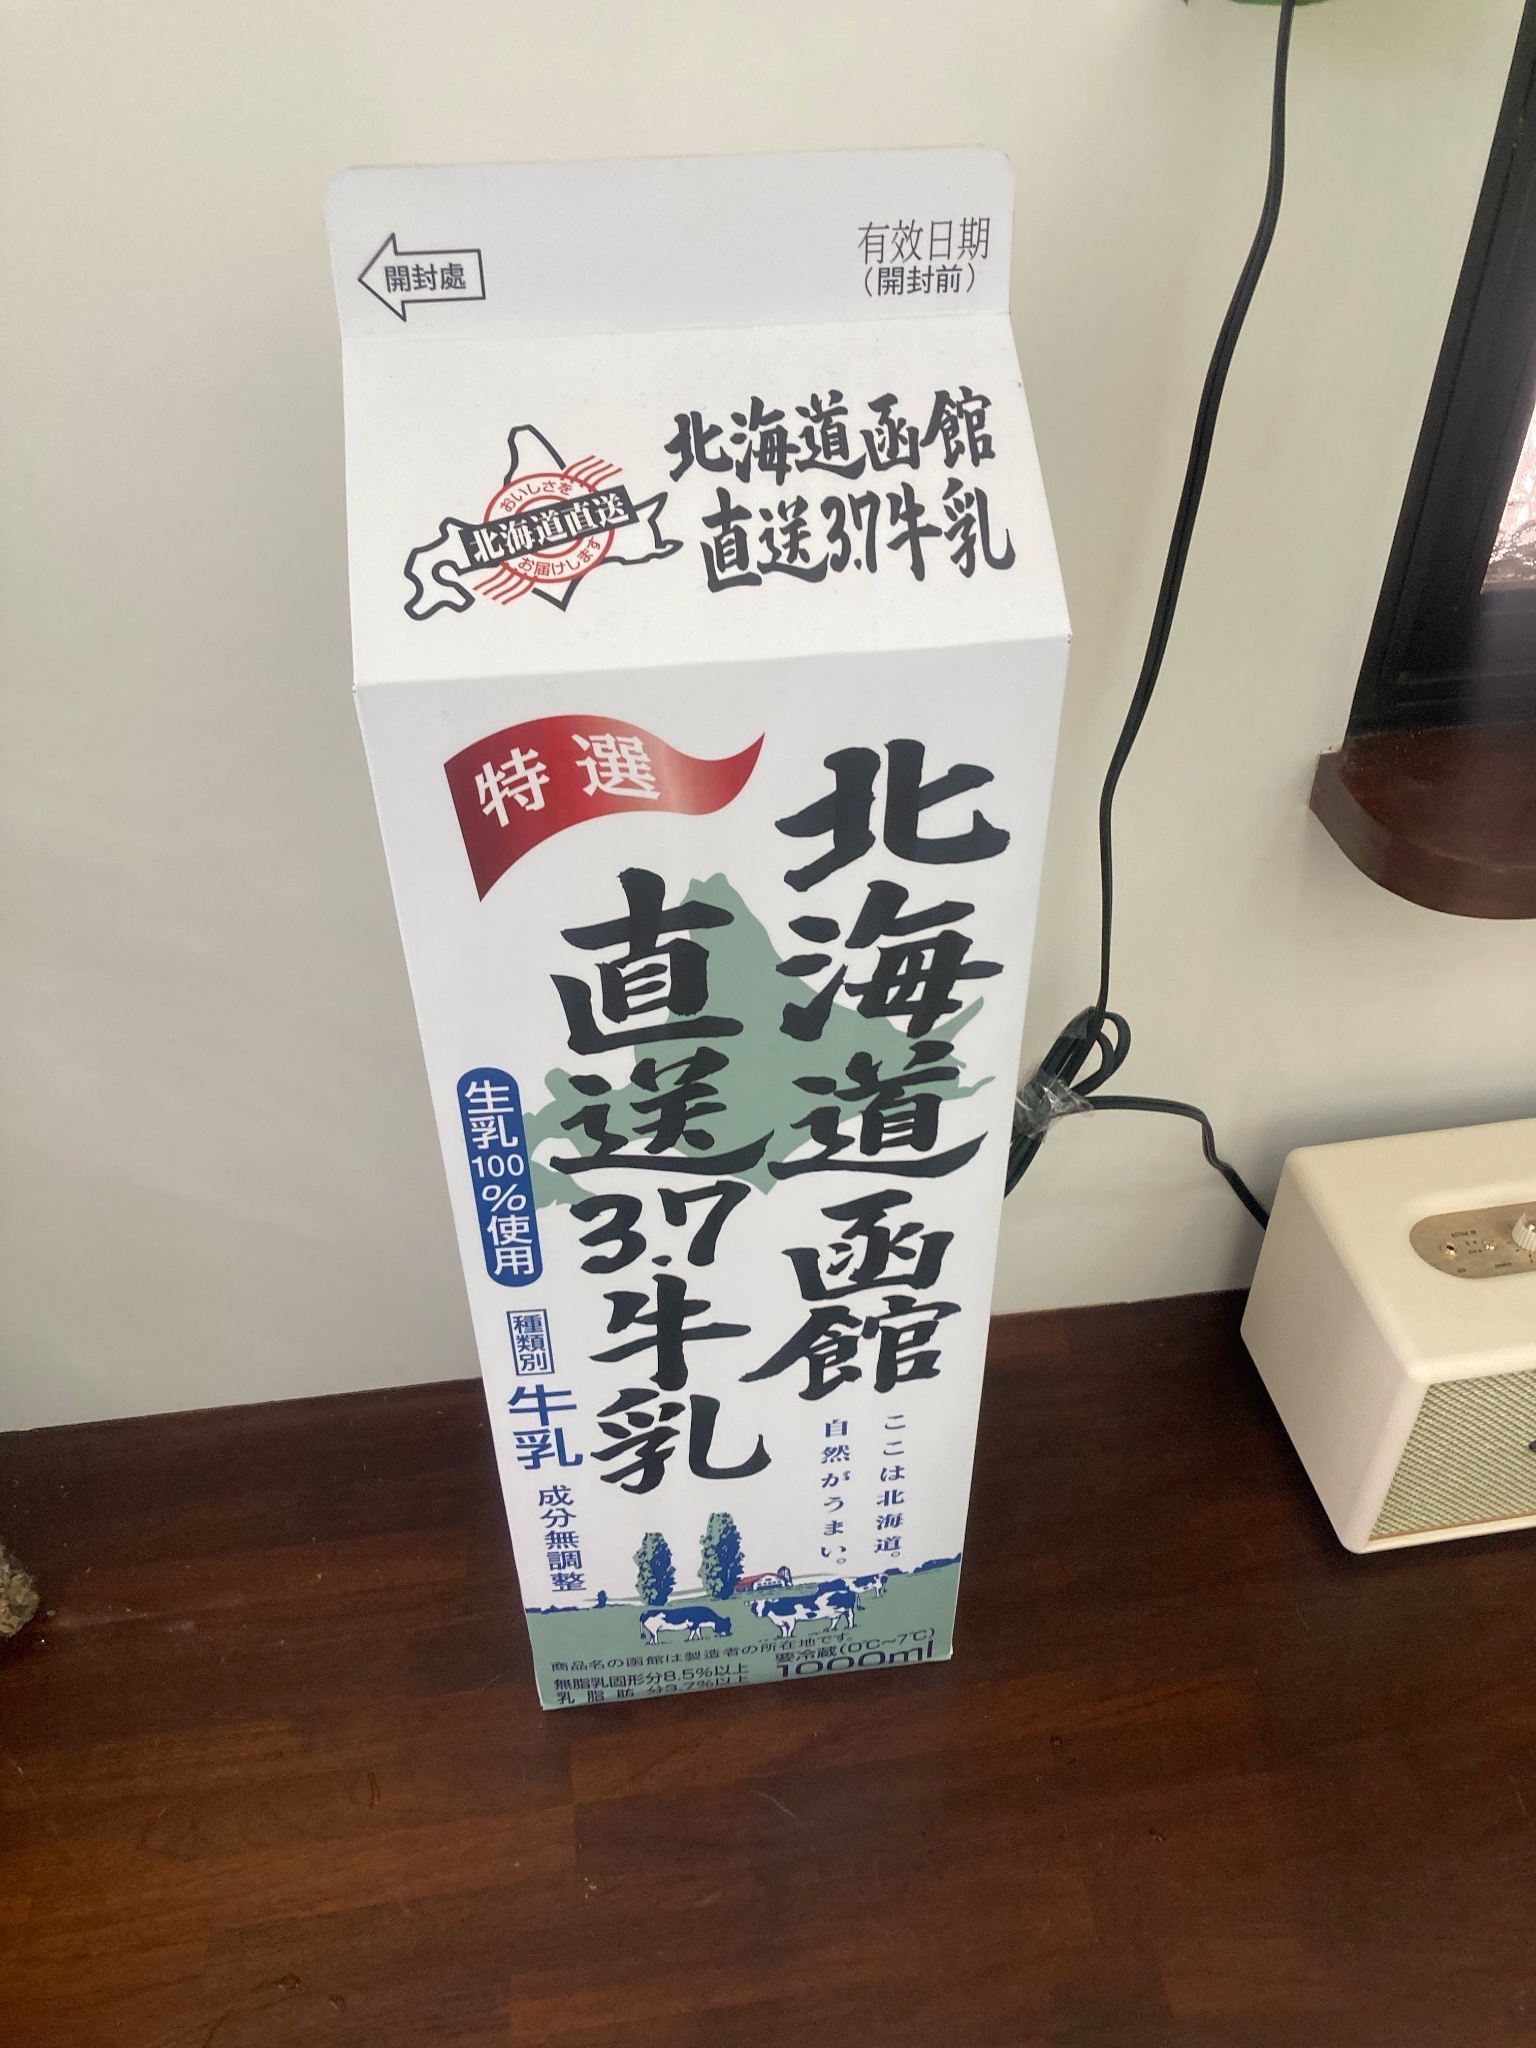 開封處
有效日期
(開封前)
北海道函館
直送3.7牛乳
おいしさを
北海道直送
お届けします
特選
北海道函館
直送3.7牛乳
生乳100%使用
種類別
牛乳
成分無調整
ここは北海道。
自然がうまい。
商品名の函館は製造者の所在地です。
無脂乳固形分8.5%以上
乳脂肪分3.7%以上
要冷蔵(0℃~7℃)
1000ml